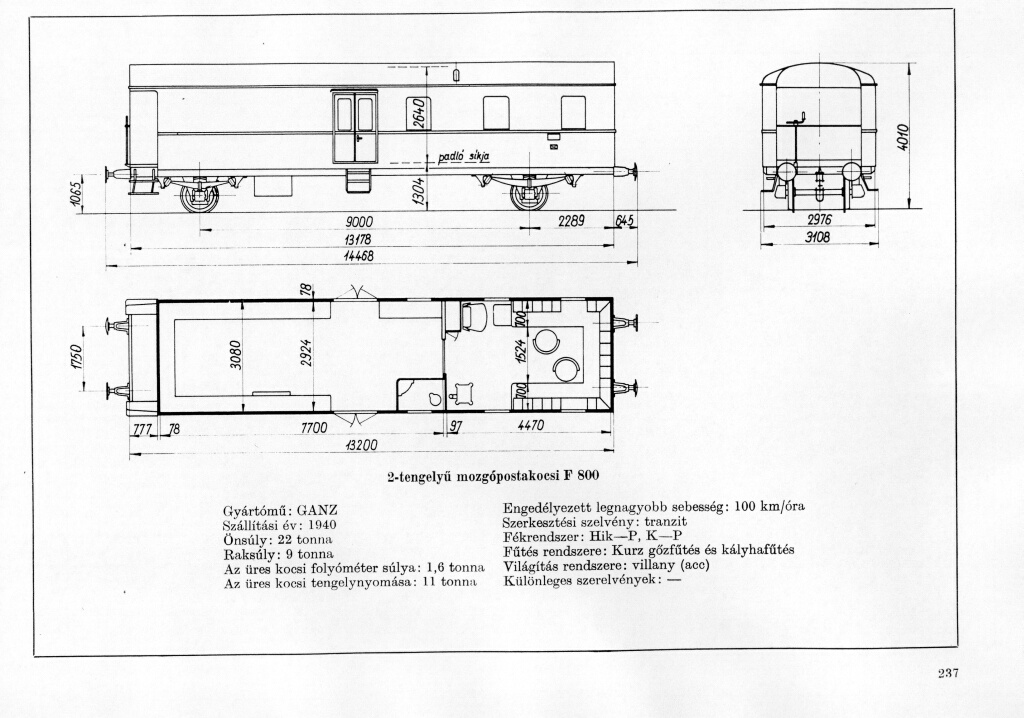 2640
padló síkja
1065
1304
9000
2289
645
13178
14468
4010
2976
3108
78
1750
3080
2924
700
1524
700
777
78
7700
97
4470
13200
2-tengelyű mozgópostakocsi F 800
Gyártómű: GANZ
Szállítási év: 1940
Önsúly: 22 tonna
Raksúly: 9 tonna
Az üres kocsi folyóméter súlya: 1,6 tonna
Az üres kocsi tengelynyomása: 11 tonna
Engedélyezett legnagyobb sebesség: 100 km/óra
Szerkesztési szelvény: tranzit
Fékrendszer: Hik—P, K—P
Fűtés rendszere: Kurz gőzfűtés és kályhafűtés
Világítás rendszere: villany (acc)
Különleges szerelvények: —
237